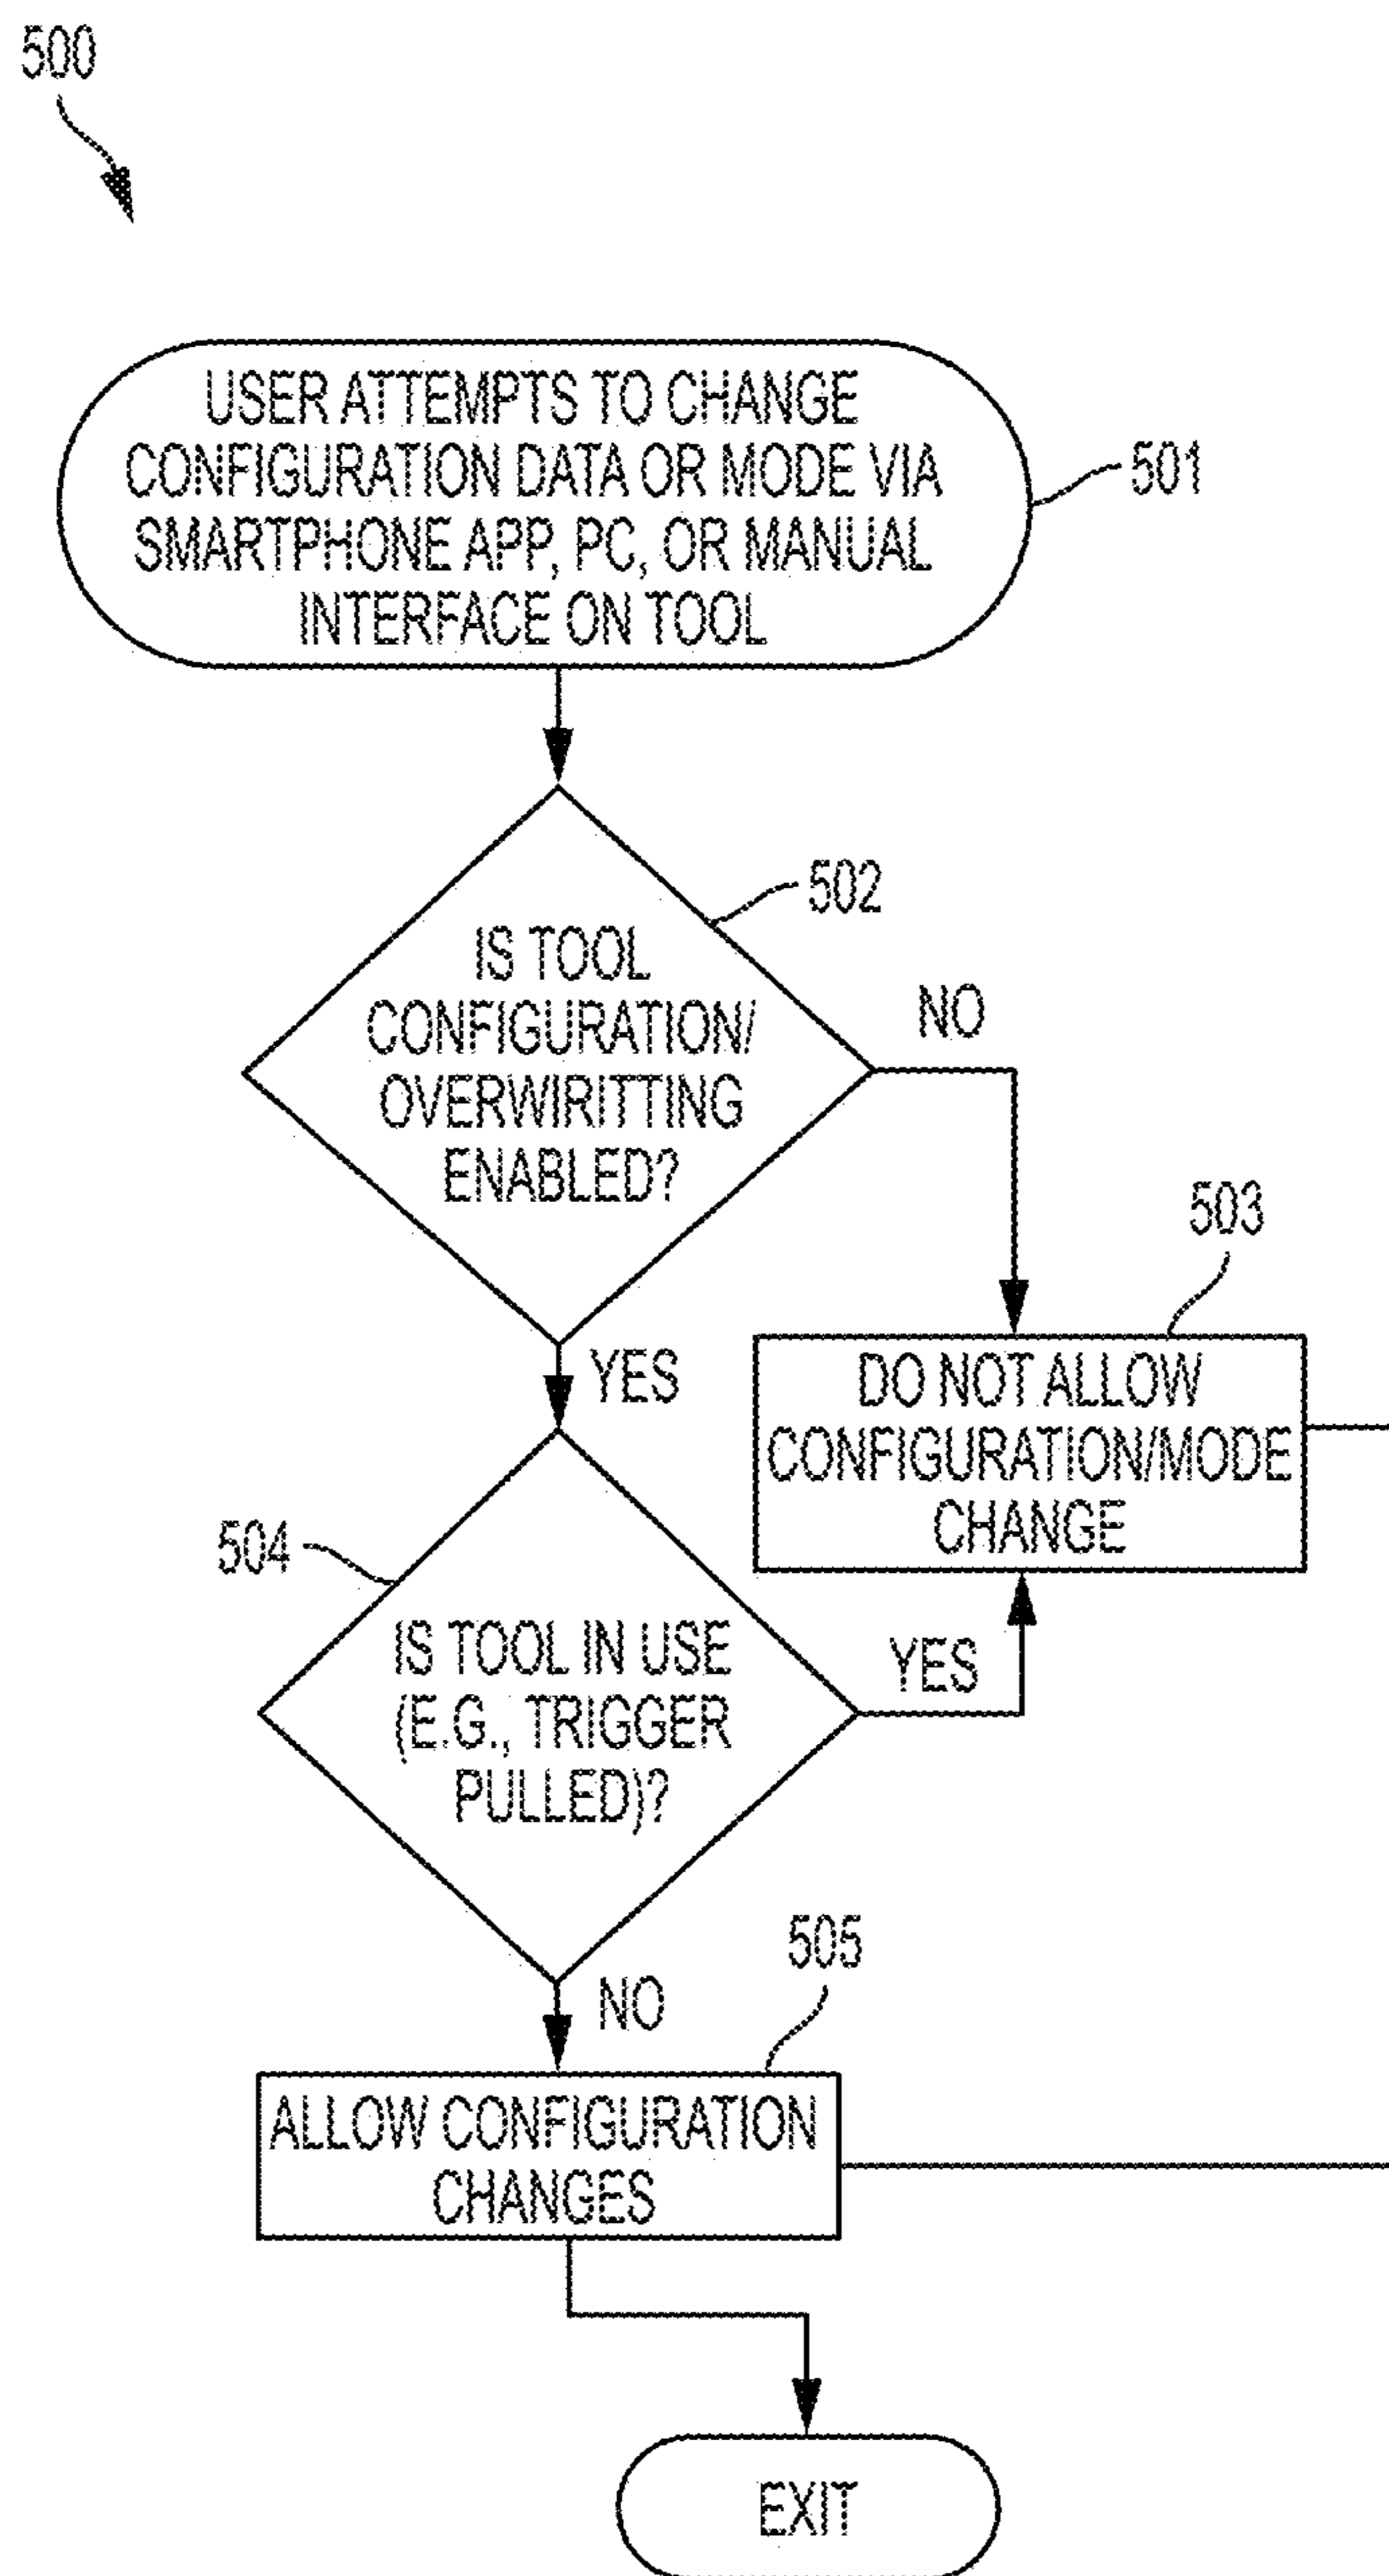 500
USER ATTEMPTS TO CHANGE
CONFIGURATION DATA OR MODE VIA
SMARTPHONE APP, PC, OR MANUAL
INTERFACE ON TOOL
501
502
IS TOOL
CONFIGURATION/
OVERWIRITTING
ENABLED?
NO
503
YES
DO NOT ALLOW
CONFIGURATION/MODE
CHANGE
504
IS TOOL IN USE
(E.G., TRIGGER
PULLED)?
YES
505
NO
ALLOW CONFIGURATION
CHANGES
EXIT